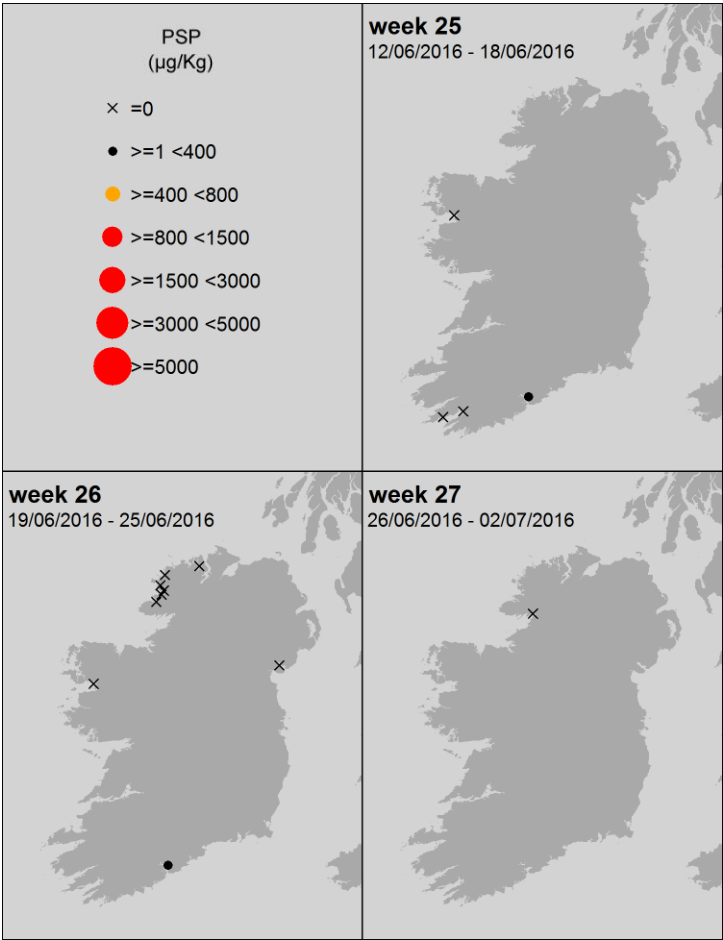 PSP
(µg/Kg)
=0
>=1 <400
>=400 <800
>=800 <1500
>=1500 <3000
>=3000 <5000
>=5000
week 25
12/06/2016 - 18/06/2016
week 26
19/06/2016 - 25/06/2016
week 27
26/06/2016 - 02/07/2016